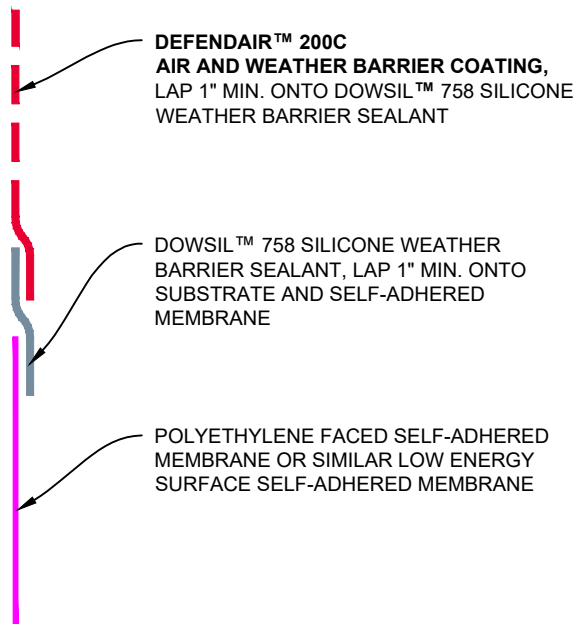 DEFENDAIR™ 200C
AIR AND WEATHER BARRIER COATING,
LAP 1" MIN. ONTO DOWSIL™ 758 SILICONE
WEATHER BARRIER SEALANT
DOWSIL™ 758 SILICONE WEATHER
BARRIER SEALANT, LAP 1" MIN. ONTO
SUBSTRATE AND SELF-ADHERED
MEMBRANE
POLYETHYLENE FACED SELF-ADHERED
MEMBRANE OR SIMILAR LOW ENERGY
SURFACE SELF-ADHERED MEMBRANE